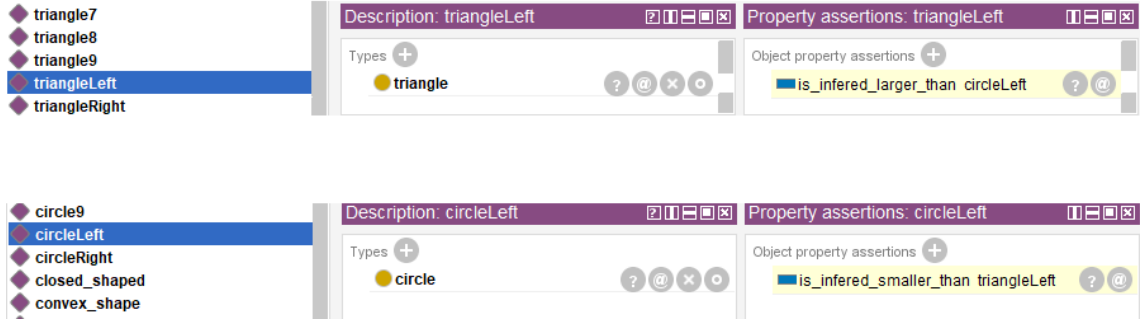 triangle7
triangle8
triangle9
triangleLeft
triangleRight
Description: triangleLeft
Types
triangle
Property assertions: triangleLeft
Object property assertions
is_infered_larger_than circleLeft
circle9
circleLeft
circleRight
closed_shaped
convex_shape
Description: circleLeft
Types
circle
Property assertions: circleLeft
Object property assertions
is_infered_smaller_than triangleLeft